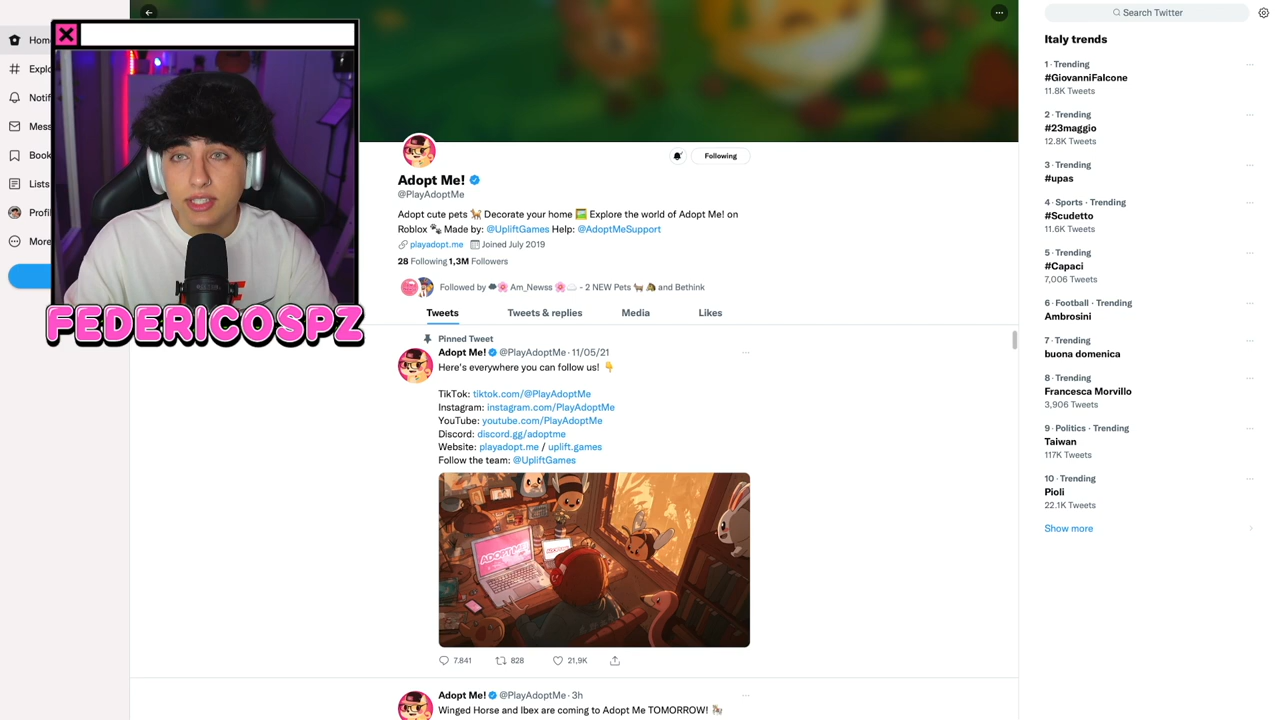 Home
Explo
Notif
Mess
Book
Lists
Profil
More
FEDERICOSPZ
Adopt Me!
@PlayAdoptMe
Following
Adopt cute pets 🐕 Decorate your home 🖼️ Explore the world of Adopt Me! on
Roblox 🐾 Made by: @UpliftGames Help: @AdoptMeSupport
playadopt.me Joined July 2019
28 Following 1,3M Followers
Followed by Am_Newss - 2 NEW Pets and Bethink
Tweets Tweets & replies Media Likes
Pinned Tweet
Adopt Me! @PlayAdoptMe · 11/05/21
Here's everywhere you can follow us! 👇
TikTok: tiktok.com/@PlayAdoptMe
Instagram: instagram.com/PlayAdoptMe
YouTube: youtube.com/PlayAdoptMe
Discord: discord.gg/adoptme
Website: playadopt.me / uplift.games
Follow the team: @UpliftGames
ADOPT ME!
7.841 828 21,9K
Adopt Me! @PlayAdoptMe · 3h
Winged Horse and Ibex are coming to Adopt Me TOMORROW! 🐏
Search Twitter
Italy trends
1 · Trending
#GiovanniFalcone
11.8K Tweets
2 · Trending
#23maggio
12.8K Tweets
3 · Trending
#upas
4 · Sports · Trending
#Scudetto
11.6K Tweets
5 · Trending
#Capaci
7,006 Tweets
6 · Football · Trending
Ambrosini
7 · Trending
buona domenica
8 · Trending
Francesca Morvillo
3,906 Tweets
9 · Politics · Trending
Taiwan
117K Tweets
10 · Trending
Pioli
22.1K Tweets
Show more